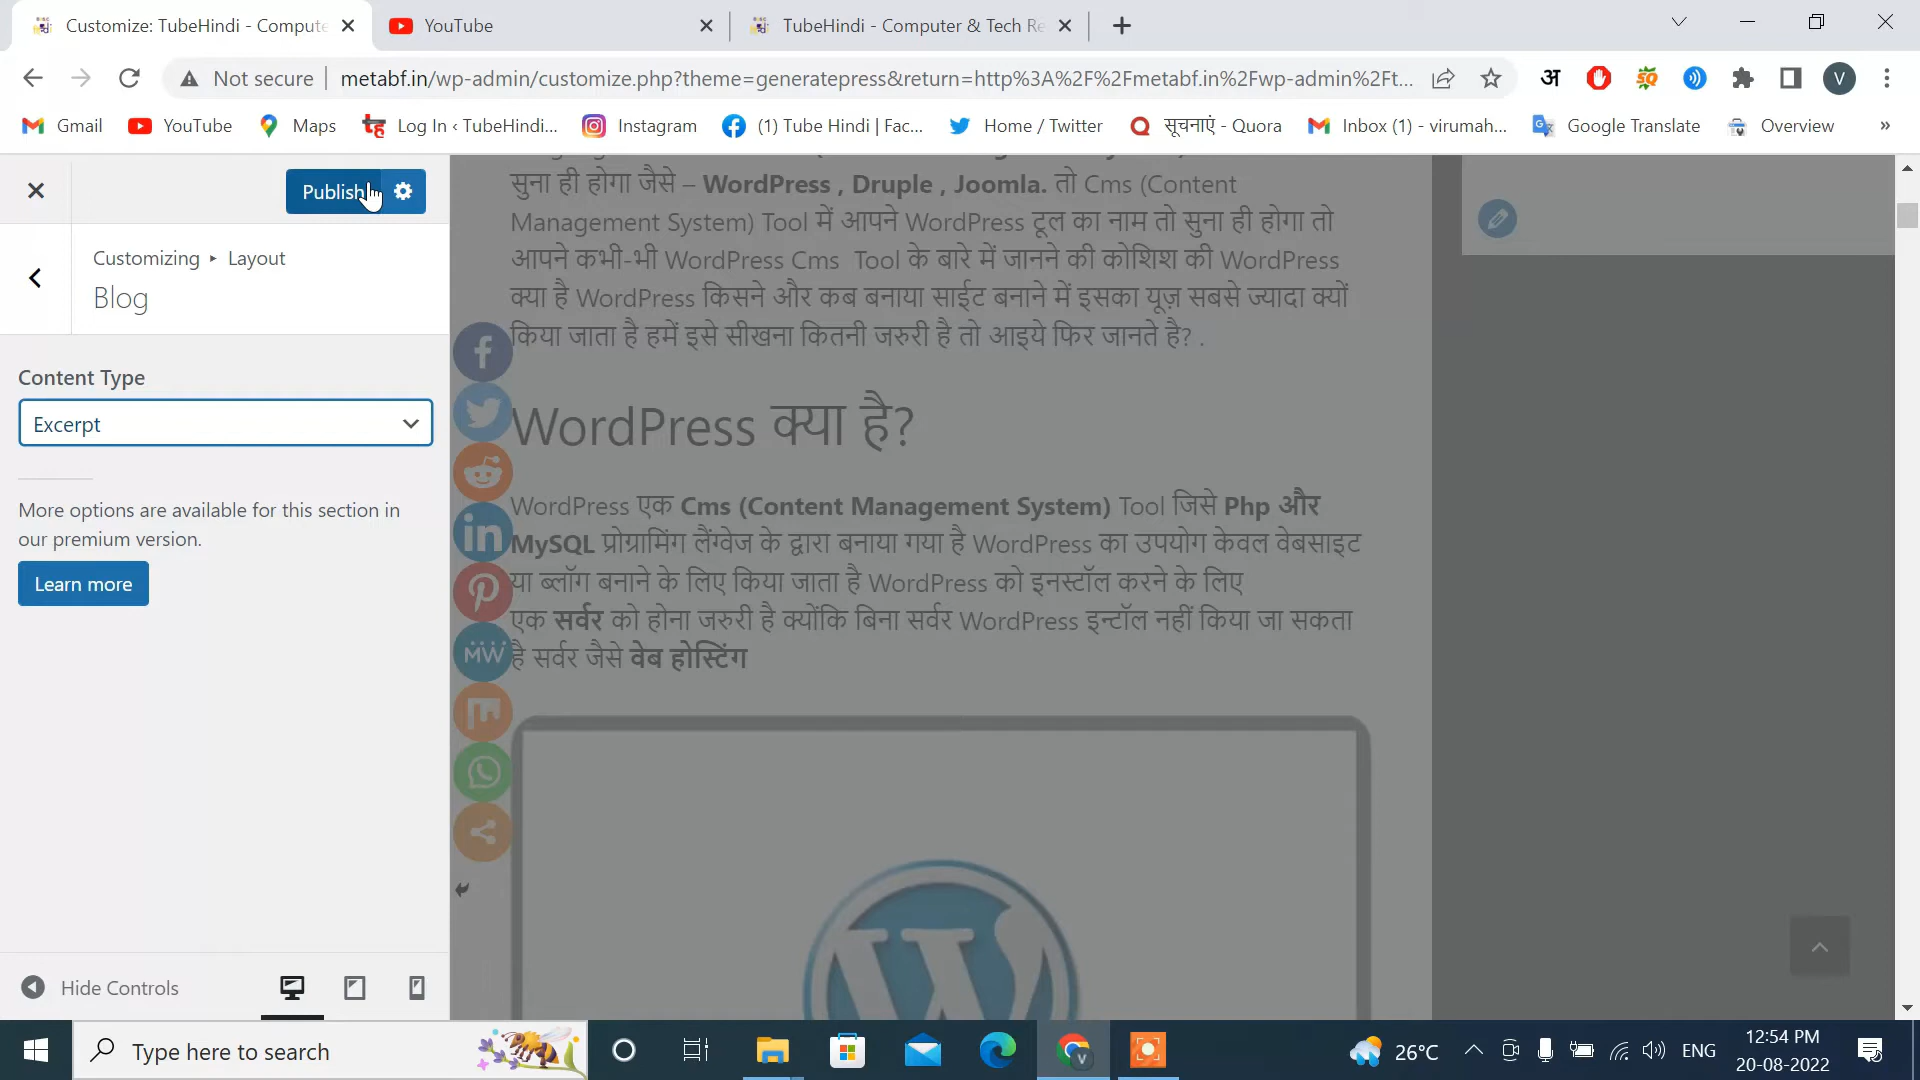 Customize: TubeHindi - Compute
YouTube
TubeHindi - Computer & Tech Re
Not secure
metabf.in/wp-admin/customize.php?theme=generatepress&return=http%3A%2F%2Fmetabf.in%2Fwp-admin%2Ft...
अ
V
Gmail
YouTube
Maps
Log In ‹ TubeHindi...
Instagram
(1) Tube Hindi | Fac...
Home / Twitter
सूचनाएं - Quora
Inbox (1) - virumah...
Google Translate
Overview
»
Publish
Customizing ▸ Layout
Blog
Content Type
Excerpt
More options are available for this section in
our premium version.
Learn more
Hide Controls
सुना ही होगा जैसे – WordPress , Druple , Joomla. तो Cms (Content
Management System) Tool में आपने WordPress टूल का नाम तो सुना ही होगा तो
आपने कभी-भी WordPress Cms Tool के बारे में जानने की कोशिश की WordPress
क्या है WordPress किसने और कब बनाया साईट बनाने में इसका यूज़ सबसे ज्यादा क्यों
किया जाता है हमें इसे सीखना कितनी जरुरी है तो आइये फिर जानते है? .
WordPress क्या है?
WordPress एक Cms (Content Management System) Tool जिसे Php और
MySQL प्रोग्रामिंग लैंग्वेज के द्वारा बनाया गया है WordPress का उपयोग केवल वेबसाइट
या ब्लॉग बनाने के लिए किया जाता है WordPress को इनस्टॉल करने के लिए
एक सर्वर को होना जरुरी है क्योंकि बिना सर्वर WordPress इन्टॉल नहीं किया जा सकता
है सर्वर जैसे वेब होस्टिंग
MW
Type here to search
26°C
ENG
12:54 PM
20-08-2022